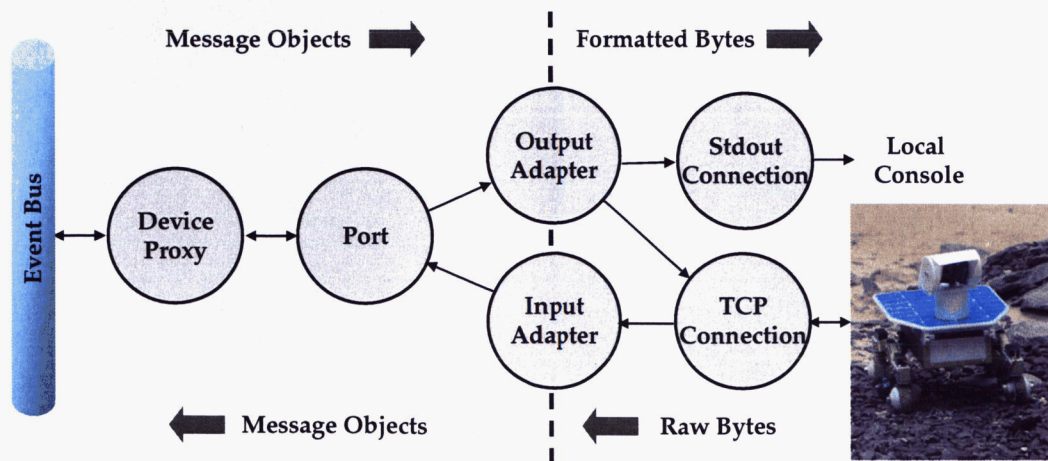 Message Objects
Formatted Bytes
Event Bus
Device
Proxy
Port
Output
Adapter
Stdout
Connection
Local
Console
Input
Adapter
TCP
Connection
Message Objects
Raw Bytes